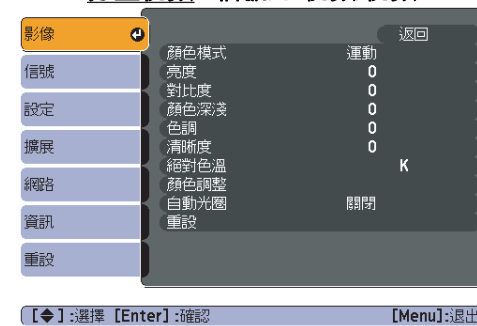 影像
返回
信號
設定
擴展
網路
資訊
重設
顏色模式 運動
亮度 0
對比度 0
顏色深淺 0
色調 0
清晰度 0
絕對色溫 K
顏色調整
自動光圈 關閉
重設
[◆]:選擇 [Enter]:確認 [Menu]:退出